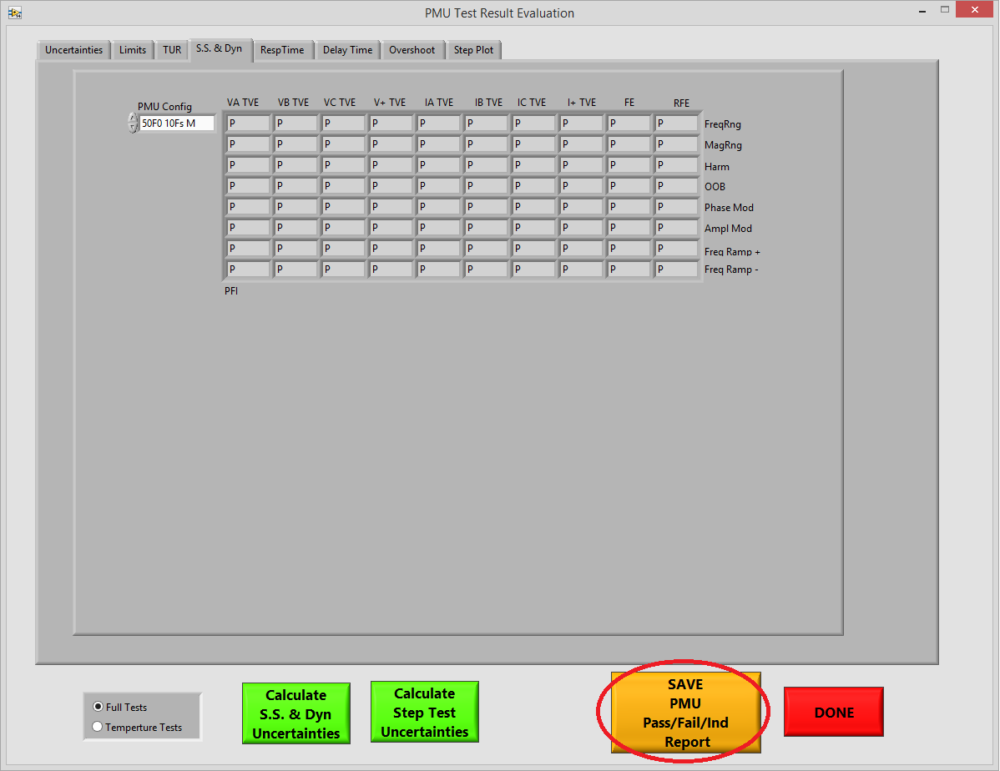 PMU Test Result Evaluation
Uncertainties Limits TUR S.S. & Dyn RespTime Delay Time Overshoot Step Plot
PMU Config
50F0 10Fs M
VA TVE VB TVE VC TVE V+ TVE IA TVE IB TVE IC TVE I+ TVE FE RFE
P P P P P P P P P P FreqRng
P P P P P P P P P P MagRng
P P P P P P P P P P Harm
P P P P P P P P P P OOB
P P P P P P P P P P Phase Mod
P P P P P P P P P P Ampl Mod
P P P P P P P P P P Freq Ramp +
P P P P P P P P P P Freq Ramp -
PFI
Full Tests
Temperture Tests
Calculate
S.S. & Dyn
Uncertainties
Calculate
Step Test
Uncertainties
SAVE
PMU
Pass/Fail/Ind
Report
DONE